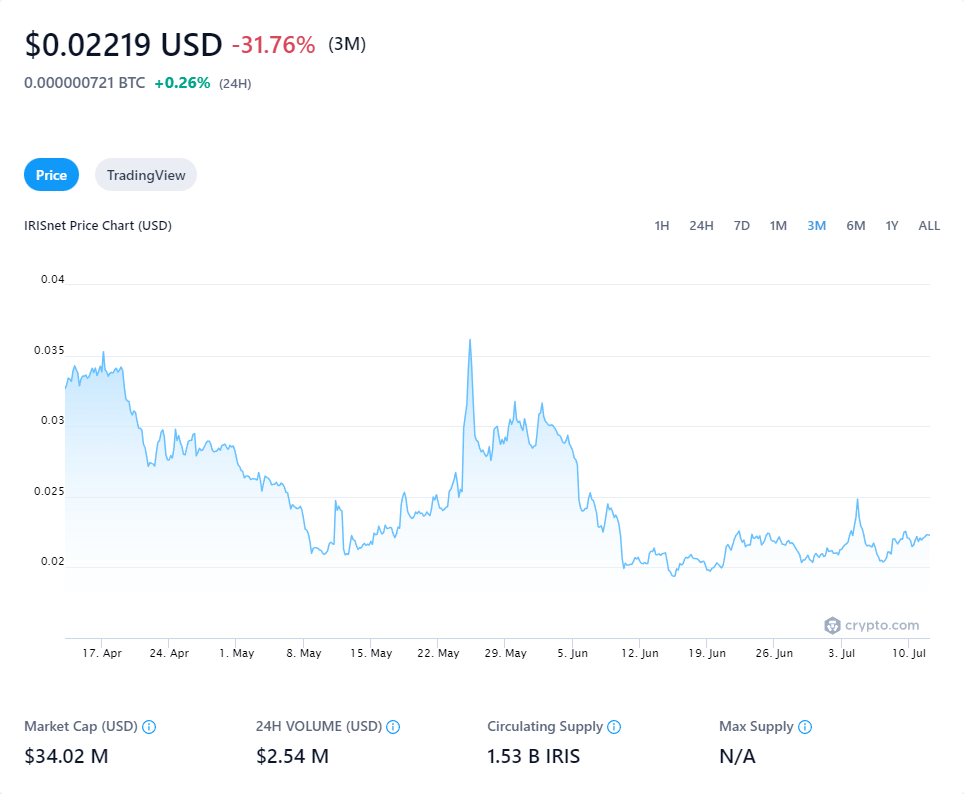 $0.02219 USD -31.76% (3M)
0.000000721 BTC +0.26% (24H)
Price TradingView
IRISnet Price Chart (USD) 1H 24H 7D 1M 3M 6M 1Y ALL
0.04
0.035
0.03
0.025
0.02
crypto.com
17. Apr 24. Apr 1. May 8. May 15. May 22. May 29. May 5. Jun 12. Jun 19. Jun 26. Jun 3. Jul 10. Jul
Market Cap (USD) 24H VOLUME (USD) Circulating Supply Max Supply
$34.02 M $2.54 M 1.53 B IRIS N/A